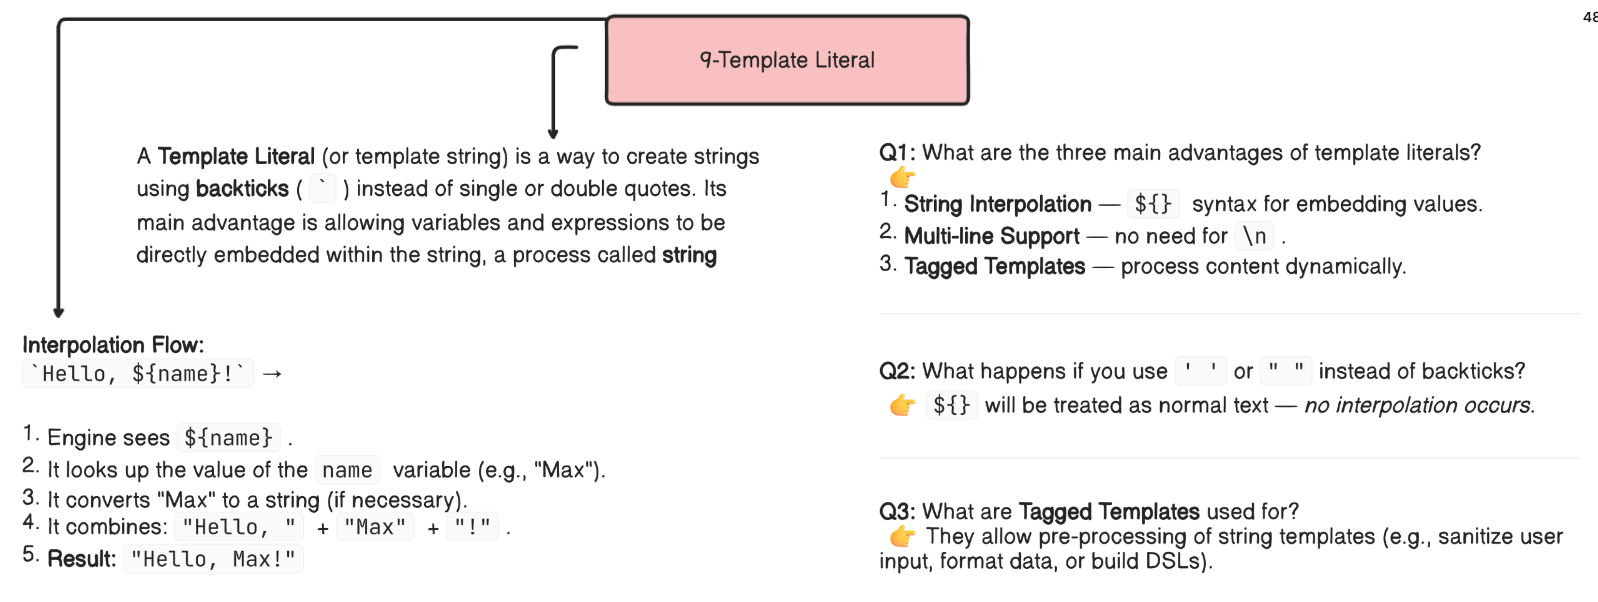 48
9-Template Literal
A Template Literal (or template string) is a way to create strings
using backticks ( ` ) instead of single or double quotes. Its
main advantage is allowing variables and expressions to be
directly embedded within the string, a process called string
Interpolation Flow:
`Hello, ${name}!` →
1. Engine sees ${name} .
2. It looks up the value of the name variable (e.g., "Max").
3. It converts "Max" to a string (if necessary).
4. It combines: "Hello, " + "Max" + "!" .
5. Result: "Hello, Max!"
Q1: What are the three main advantages of template literals?
👉
1. String Interpolation — ${} syntax for embedding values.
2. Multi-line Support — no need for \n .
3. Tagged Templates — process content dynamically.
Q2: What happens if you use ' ' or " " instead of backticks?
👉 ${} will be treated as normal text — no interpolation occurs.
Q3: What are Tagged Templates used for?
👉 They allow pre-processing of string templates (e.g., sanitize user
input, format data, or build DSLs).